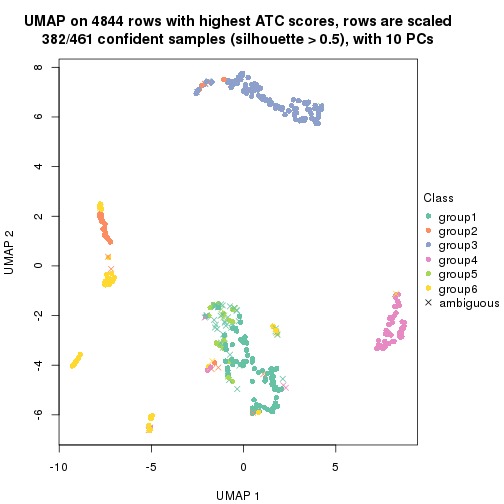 UMAP on 4844 rows with highest ATC scores, rows are scaled
382/461 confident samples (silhouette > 0.5), with 10 PCs
8
6
4
2
0
-2
-4
-6
UMAP 2
-10
-5
0
5
UMAP 1
Class
group1
group2
group3
group4
group5
group6
ambiguous